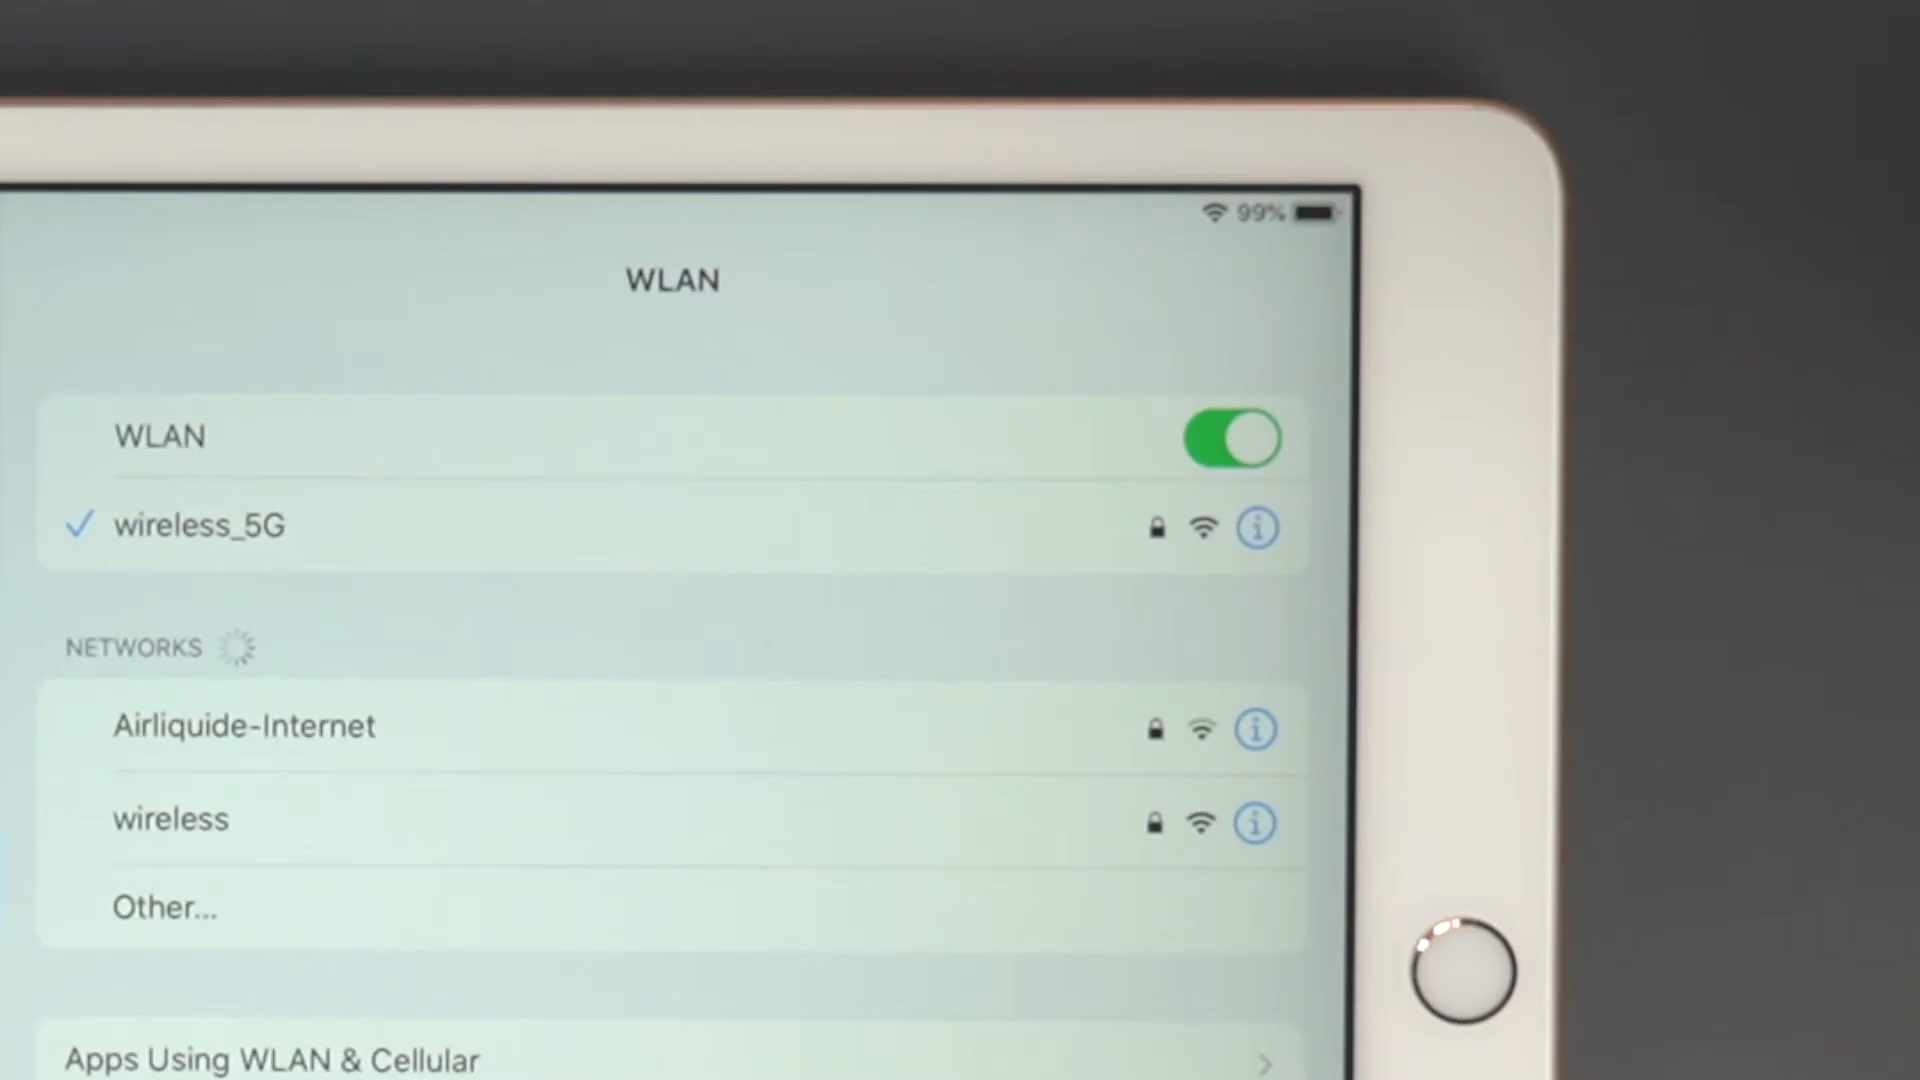 99%
WLAN
WLAN
wireless_5G
NETWORKS
Airliquide-Internet
wireless
Other...
Apps Using WLAN & Cellular